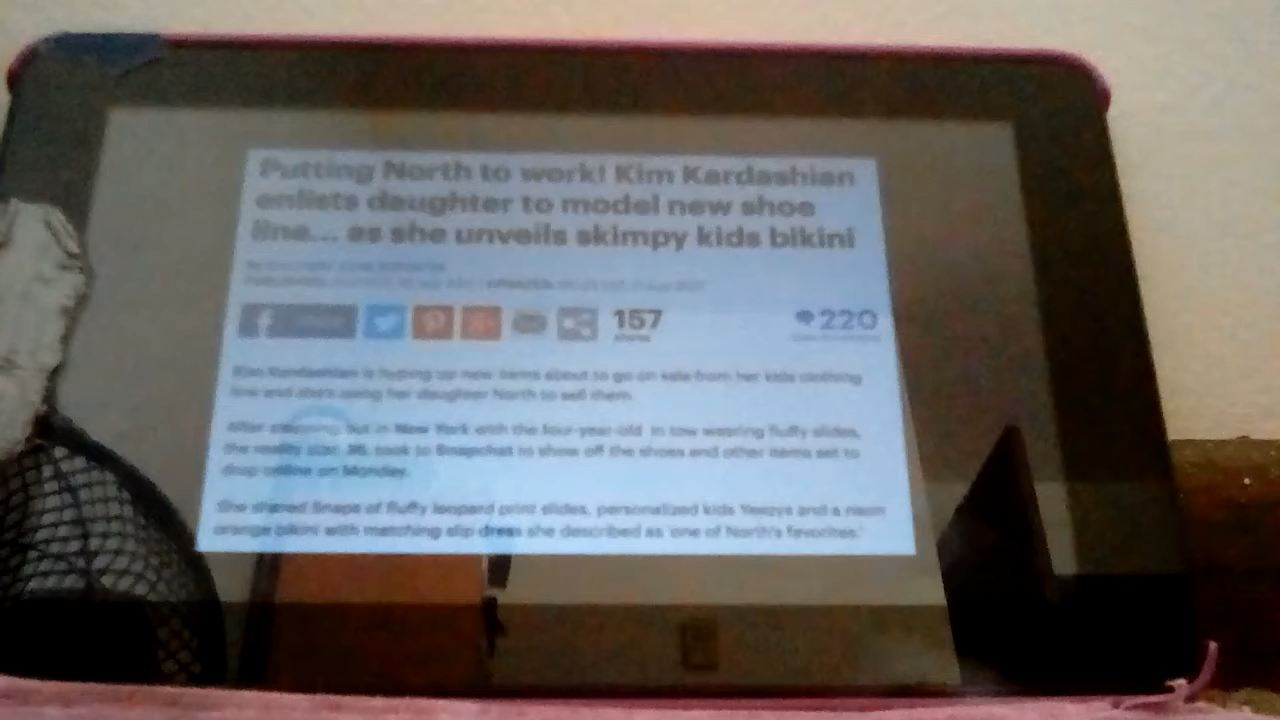 Putting North to work! Kim Kardashian
enlists daughter to model new shoe
line... as she unveils skimpy kids bikini
f
157
shares
220
Kim Kardashian is hyping up new items about to go on sale from her kids clothing
line and she's using her daughter North to sell them.
After stepping out in New York with the four-year-old in tow wearing fluffy slides,
the reality star, 36, took to Snapchat to show off the shoes and other items set to
drop online on Monday.
She shared Snaps of fluffy leopard print slides, personalized kids Yeezys and a neon
orange bikini with matching slip dress she described as 'one of North's favorites.'